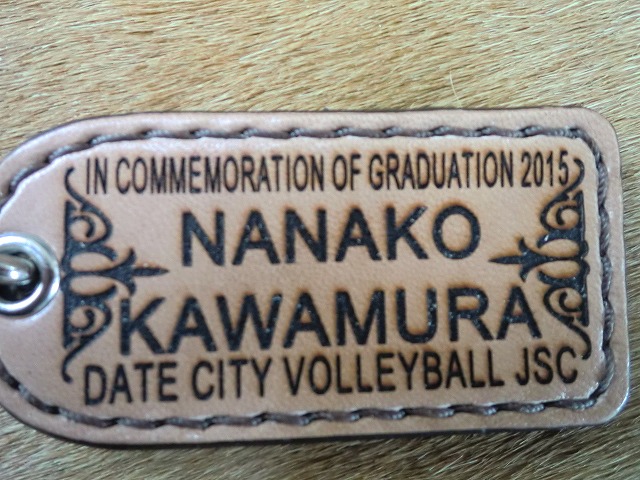 IN COMMEMORATION OF GRADUATION 2015
NANAKO
KAWAMURA
DATE CITY VOLLEYBALL JSC